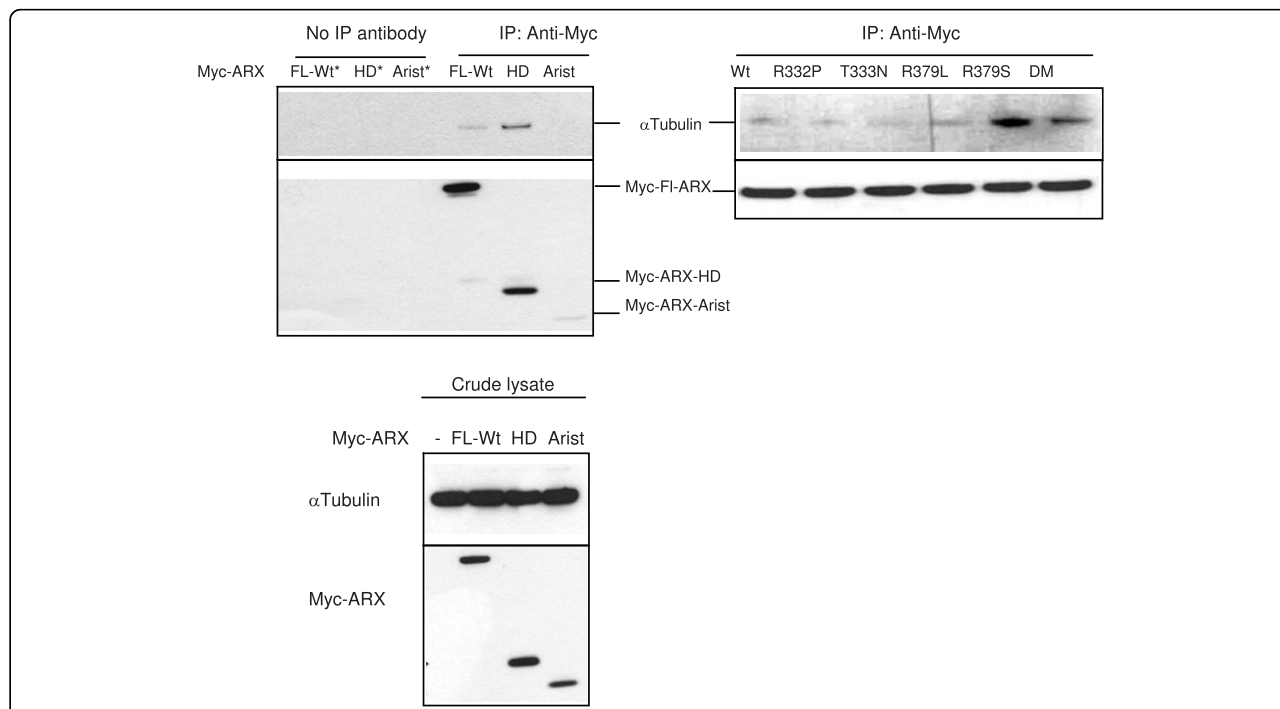 No IP antibody IP: Anti-Myc IP: Anti-Myc
Myc-ARX FL-Wt* HD* Arist* FL-Wt HD Arist Wt R332P T333N R379L R379S DM
αTubulin
Myc-Fl-ARX
Myc-ARX-HD
Myc-ARX-Arist
Crude lysate
Myc-ARX - FL-Wt HD Arist
αTubulin
Myc-ARX